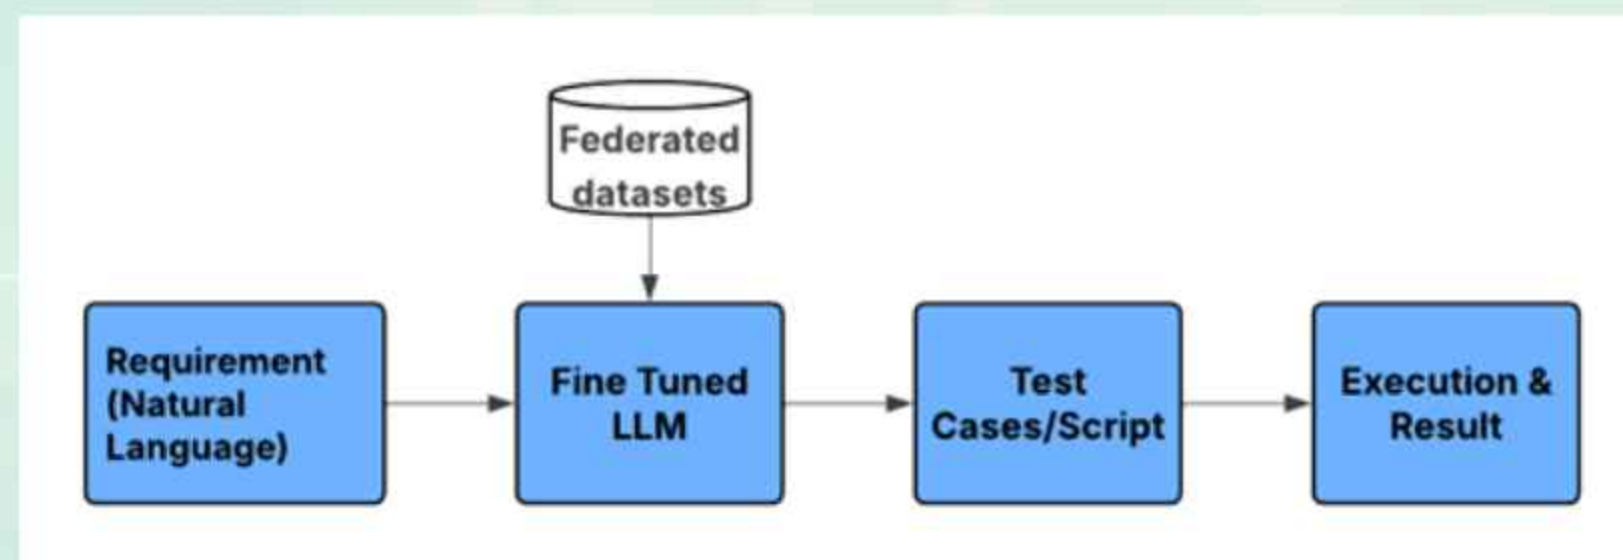 Federated
datasets
Requirement
(Natural
Language)
Fine Tuned
LLM
Test
Cases/Script
Execution &
Result